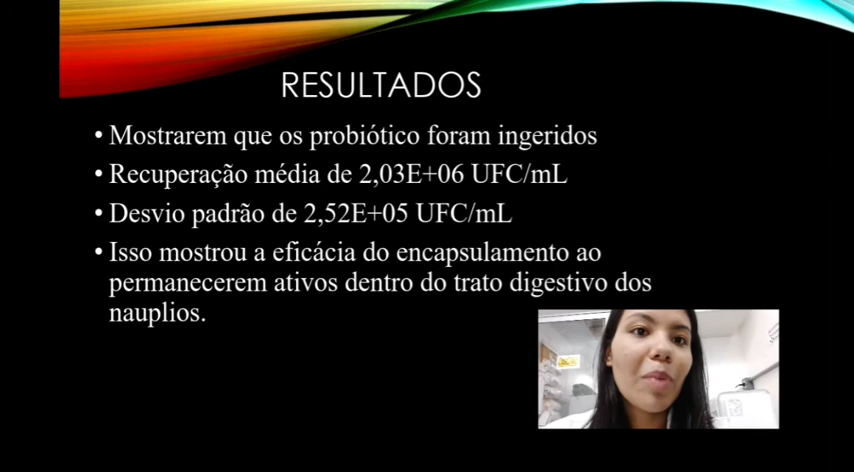 RESULTADOS
• Mostrarem que os probiótico foram ingeridos
• Recuperação média de 2,03E+06 UFC/mL
• Desvio padrão de 2,52E+05 UFC/mL
• Isso mostrou a eficácia do encapsulamento ao
permanecerem ativos dentro do trato digestivo dos
nauplios.